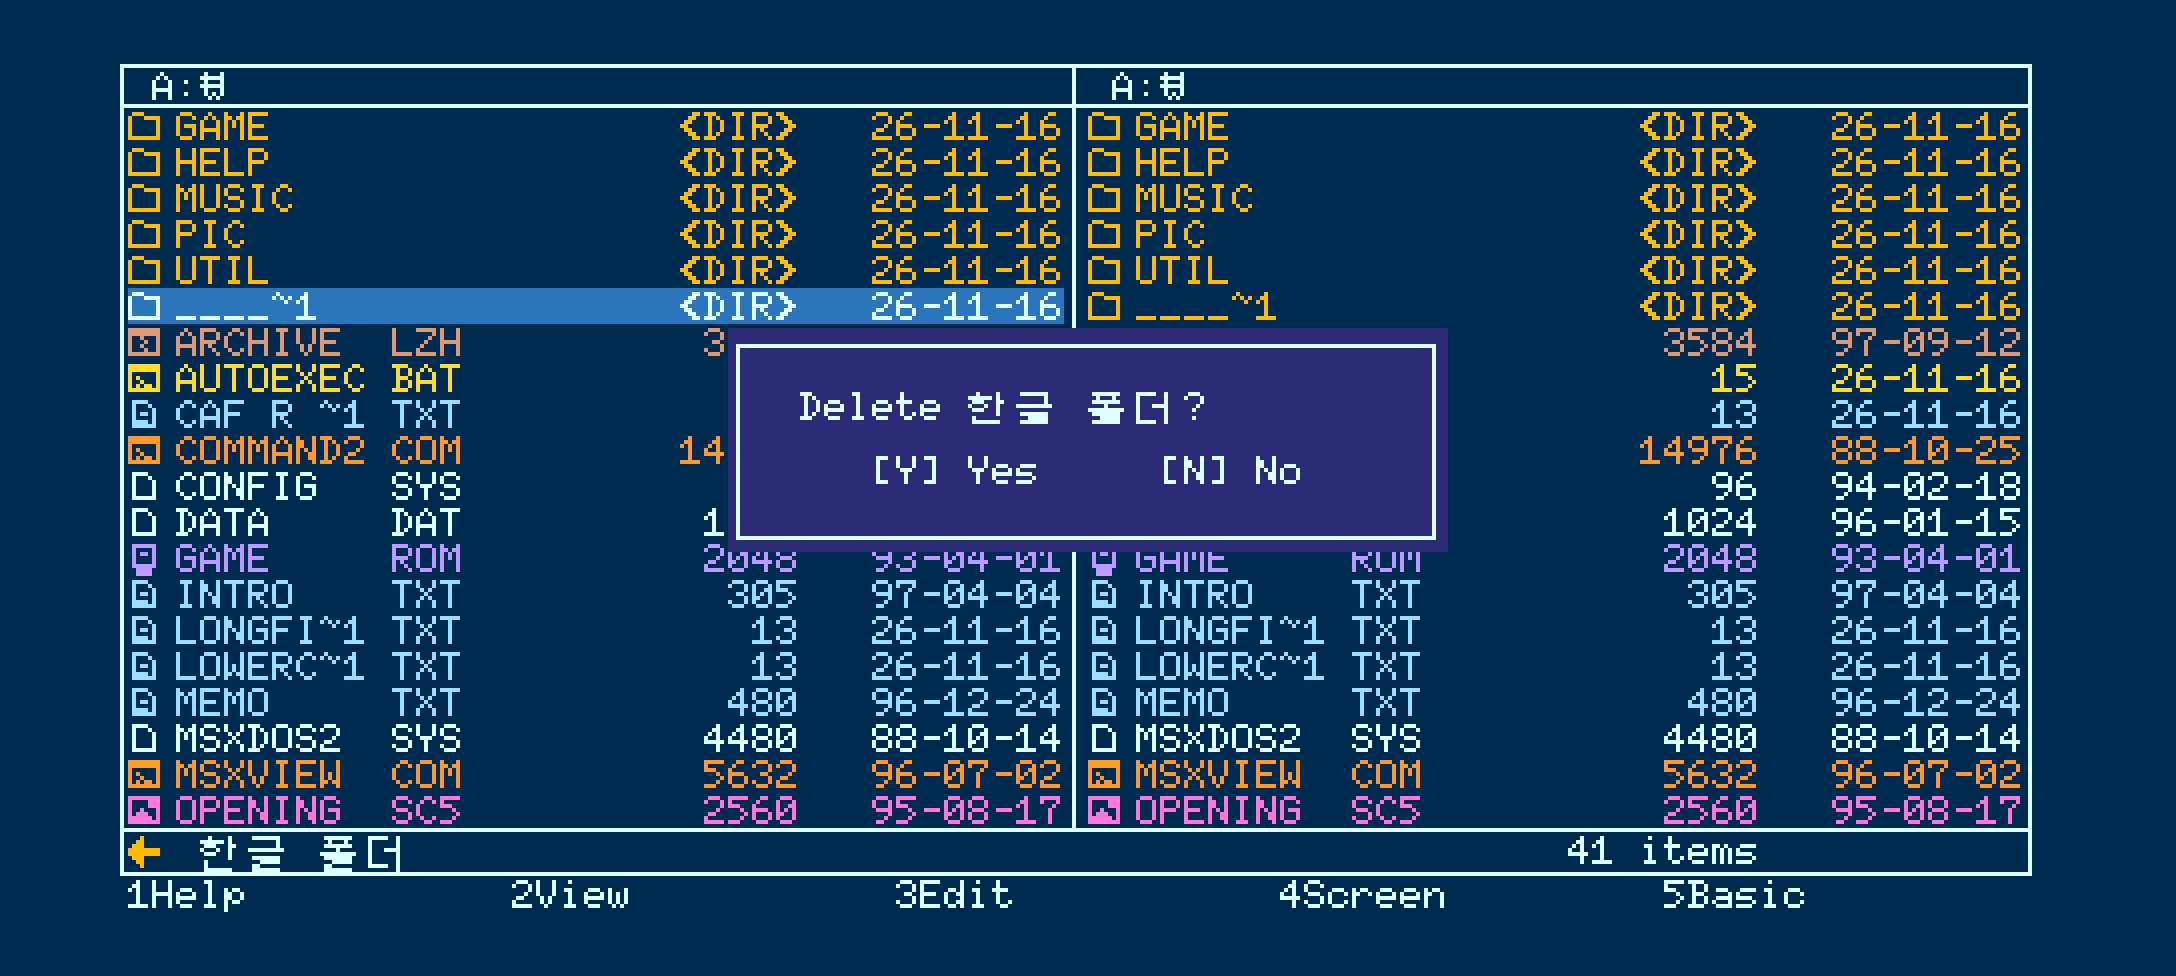 A:₩ A:₩
GAME <DIR> 26-11-16 GAME <DIR> 26-11-16
HELP <DIR> 26-11-16 HELP <DIR> 26-11-16
MUSIC <DIR> 26-11-16 MUSIC <DIR> 26-11-16
PIC <DIR> 26-11-16 PIC <DIR> 26-11-16
UTIL <DIR> 26-11-16 UTIL <DIR> 26-11-16
____~1 <DIR> 26-11-16 ____~1 <DIR> 26-11-16
ARCHIVE LZH 3 3584 97-09-12
AUTOEXEC BAT 15 26-11-16
Delete 한글 폴더?
CAF R ~1 TXT 13 26-11-16
COMMAND2 COM 14 14976 88-10-25
[Y] Yes [N] No
CONFIG SYS 96 94-02-18
DATA DAT 1 1024 96-01-15
GAME ROM 2048 93-04-01 GAME ROM 2048 93-04-01
INTRO TXT 305 97-04-04 INTRO TXT 305 97-04-04
LONGFI~1 TXT 13 26-11-16 LONGFI~1 TXT 13 26-11-16
LOWERC~1 TXT 13 26-11-16 LOWERC~1 TXT 13 26-11-16
MEMO TXT 480 96-12-24 MEMO TXT 480 96-12-24
MSXDOS2 SYS 4480 88-10-14 MSXDOS2 SYS 4480 88-10-14
MSXVIEW COM 5632 96-07-02 MSXVIEW COM 5632 96-07-02
OPENING SC5 2560 95-08-17 OPENING SC5 2560 95-08-17
한글 폴더 41 items
1Help 2View 3Edit 4Screen 5Basic